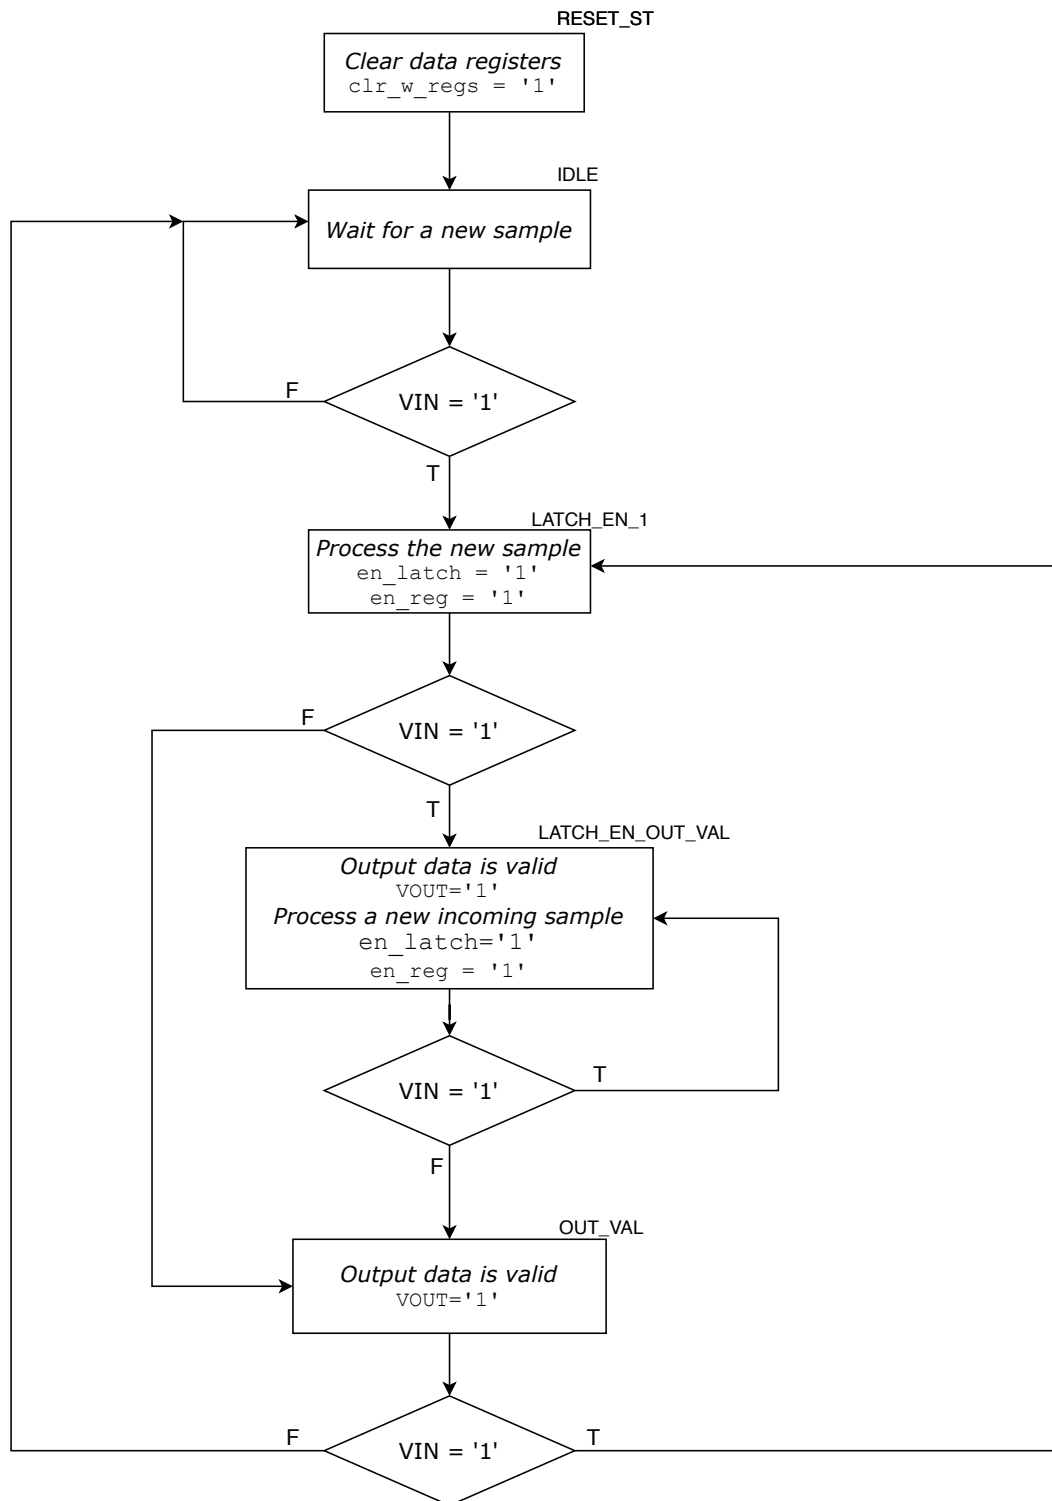 RESET_ST
Clear data registers
clr_w_regs = '1'
IDLE
Wait for a new sample
VIN = '1'
F
T
LATCH_EN_1
Process the new sample
en_latch = '1'
en_reg = '1'
F
VIN = '1'
T
LATCH_EN_OUT_VAL
Output data is valid
VOUT='1'
Process a new incoming sample
en_latch='1'
en_reg = '1'
VIN = '1'
T
F
OUT_VAL
Output data is valid
VOUT='1'
F
VIN = '1'
T